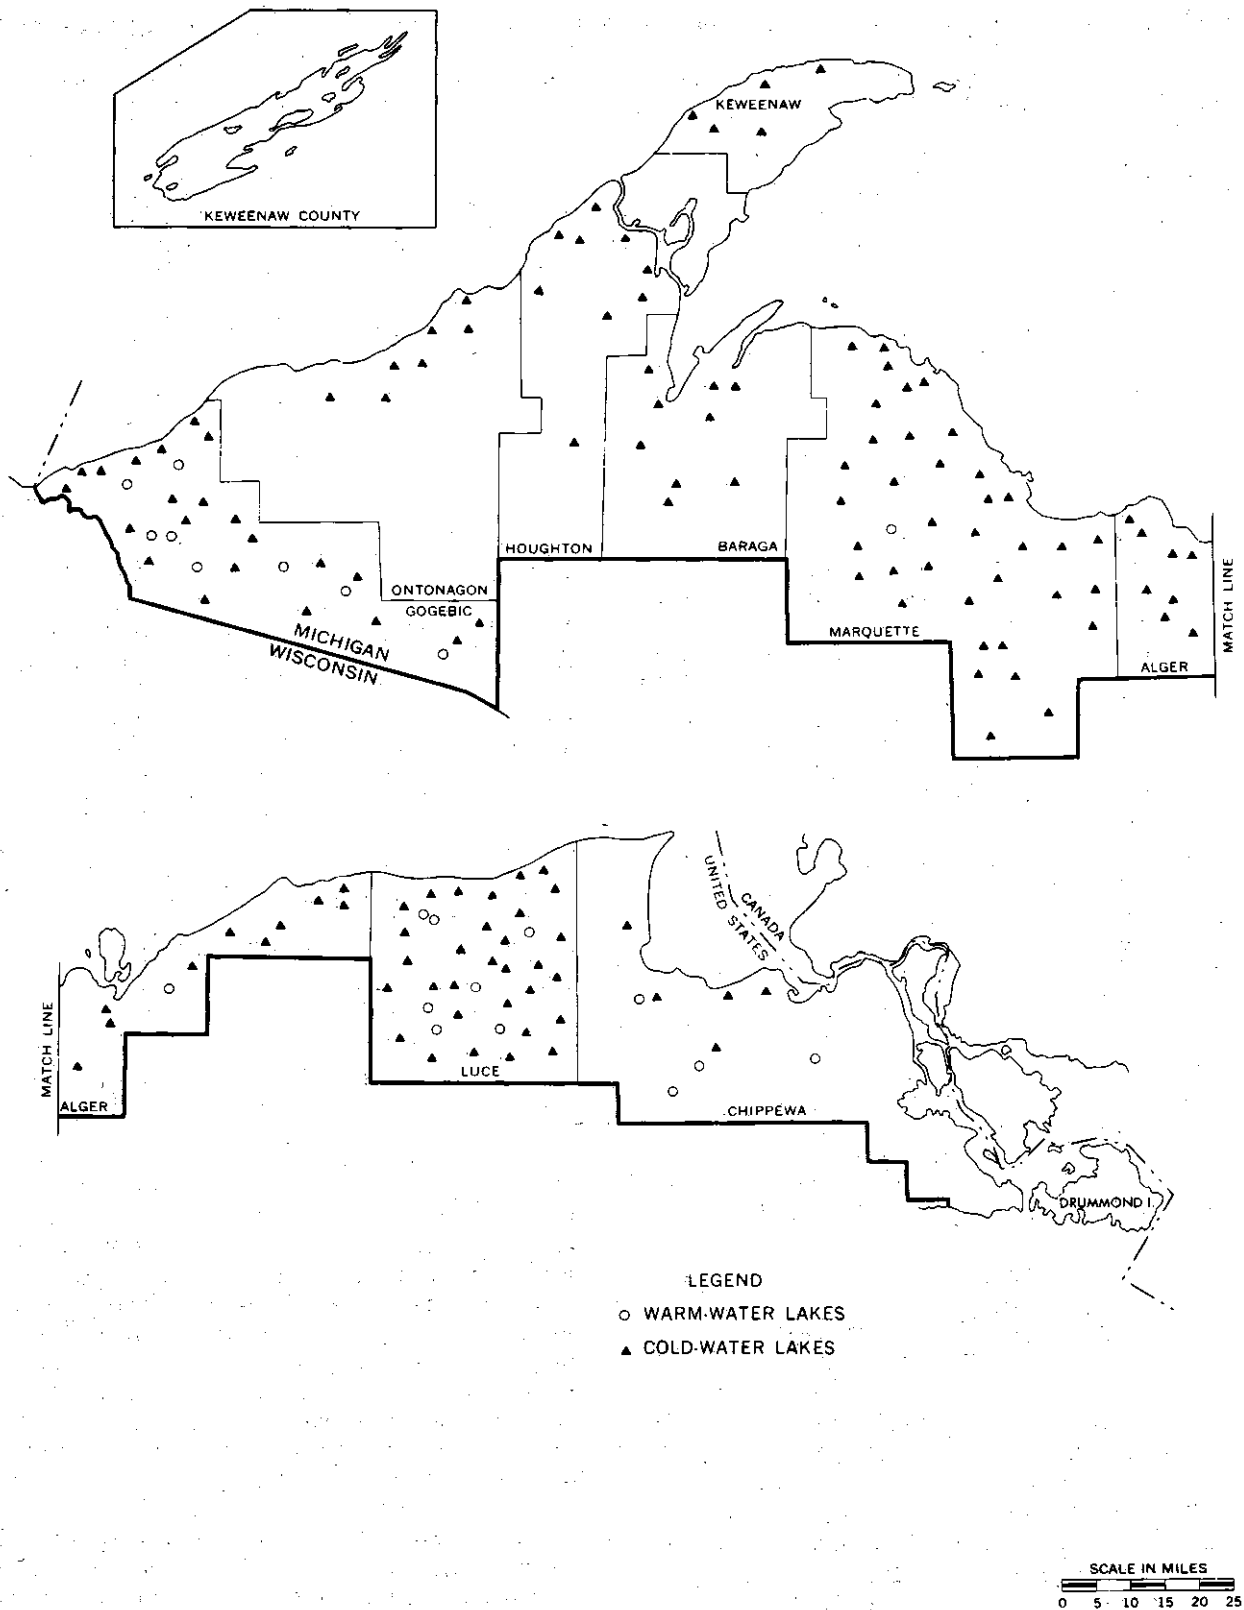 KEWEENAW COUNTY
KEWEENAW
HOUGHTON
BARAGA
ONTONAGON
GOGEBIC
MICHIGAN
WISCONSIN
MARQUETTE
ALGER
MATCH LINE
CANADA
UNITED STATES
MATCH LINE
ALGER
LUCE
CHIPPEWA
DRUMMOND I.
LEGEND
WARM-WATER LAKES
COLD-WATER LAKES
SCALE IN MILES
0 5 10 15 20 25